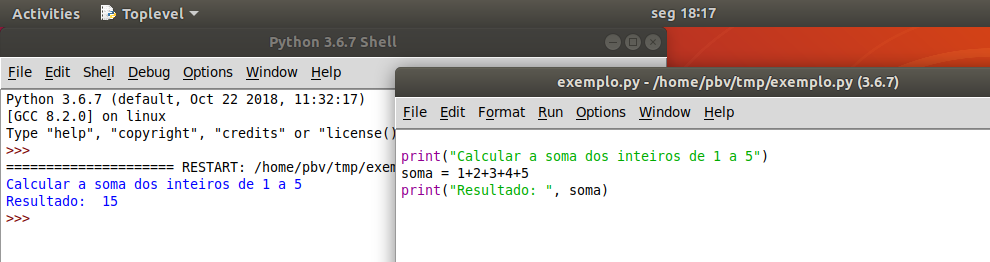 Activities Toplevel seg 18:17
Python 3.6.7 Shell
File Edit Shell Debug Options Window Help
Python 3.6.7 (default, Oct 22 2018, 11:32:17)
[GCC 8.2.0] on linux
Type "help", "copyright", "credits" or "license()
>>>
===================== RESTART: /home/pbv/tmp/exem
Calcular a soma dos inteiros de 1 a 5
Resultado:  15
>>>
exemplo.py - /home/pbv/tmp/exemplo.py (3.6.7)
File Edit Format Run Options Window Help
print("Calcular a soma dos inteiros de 1 a 5")
soma = 1+2+3+4+5
print("Resultado: ", soma)